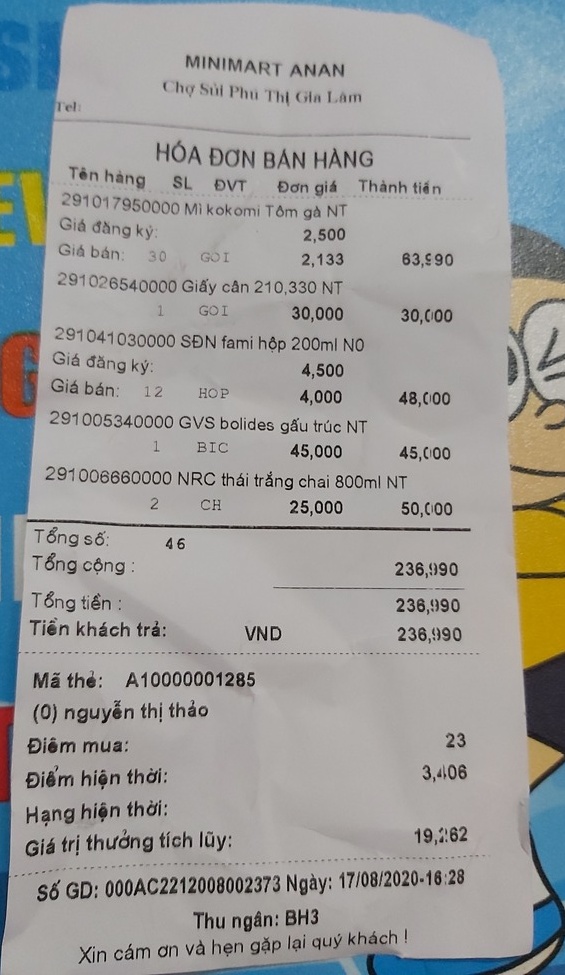 MINIMART ANAN
Chợ Sủi Phú Thị Gia Lâm
Tel:
HÓA ĐƠN BÁN HÀNG
Tên hàng SL ĐVT Đơn giá Thành tiền
291017950000 Mì kokomi Tôm gà NT
Giá đăng ký: 2,500
Giá bán: 30 GOI 2,133 63,990
291026540000 Giấy cân 210,330 NT
1 GOI 30,000 30,000
291041030000 SĐN fami hộp 200ml N0
Giá đăng ký: 4,500
Giá bán: 12 HOP 4,000 48,000
291005340000 GVS bolides gấu trúc NT
1 BIC 45,000 45,000
291006660000 NRC thái trắng chai 800ml NT
2 CH 25,000 50,000
Tổng số: 46
Tổng cộng : 236,990
Tổng tiền : 236,990
Tiền khách trả: VND 236,990
Mã thẻ: A10000001285
(0) nguyễn thị thảo
Điểm mua: 23
Điểm hiện thời: 3,406
Hạng hiện thời:
Giá trị thưởng tích lũy: 19,262
Số GD: 000AC2212008002373 Ngày: 17/08/2020-16:28
Thu ngân: BH3
Xin cám ơn và hẹn gặp lại quý khách !